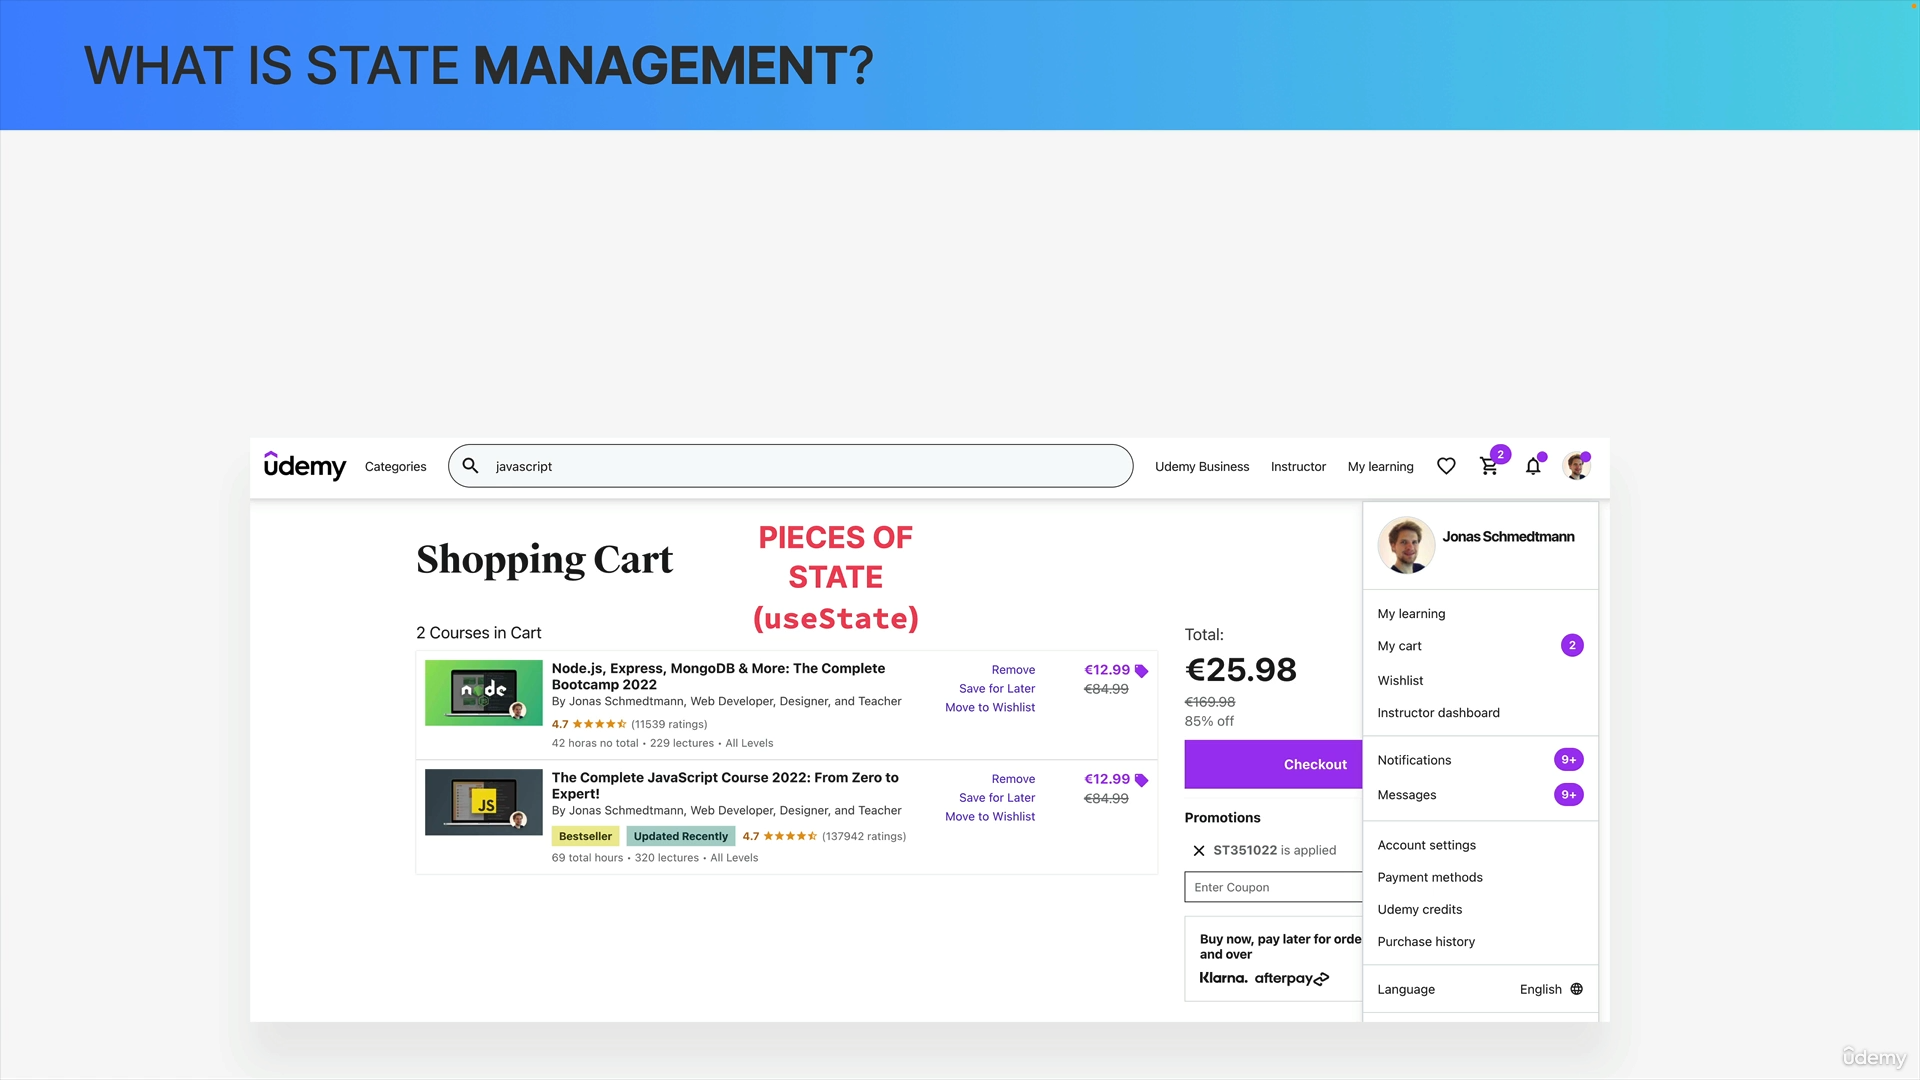 WHAT IS STATE MANAGEMENT?
ûdemy
Categories
javascript
Udemy Business
Instructor
My learning
2
Shopping Cart
PIECES OF
STATE
(useState)
Jonas Schmedtmann
2 Courses in Cart
node
Node.js, Express, MongoDB & More: The Complete
Bootcamp 2022
By Jonas Schmedtmann, Web Developer, Designer, and Teacher
4.7 (11539 ratings)
42 horas no total • 229 lectures • All Levels
Remove
Save for Later
Move to Wishlist
€12.99
€84.99
JS
The Complete JavaScript Course 2022: From Zero to
Expert!
By Jonas Schmedtmann, Web Developer, Designer, and Teacher
Bestseller
Updated Recently
4.7 (137942 ratings)
69 total hours • 320 lectures • All Levels
Remove
Save for Later
Move to Wishlist
€12.99
€84.99
Total:
€25.98
€169.98
85% off
Checkout
Promotions
ST351022 is applied
Enter Coupon
Buy now, pay later for orde
and over
Klarna. afterpay
My learning
My cart 2
Wishlist
Instructor dashboard
Notifications 9+
Messages 9+
Account settings
Payment methods
Udemy credits
Purchase history
Language English
ûdemy